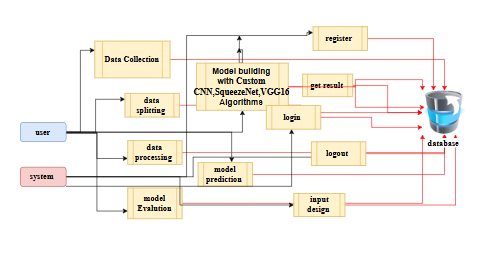 register
Data Collection
Model building
with Custom
CNN,SqueezeNet,VGG16
Algorithms
get result
data
splitting
login
user
database
data
processing
logout
system
model
prediction
model
Evalution
input
design